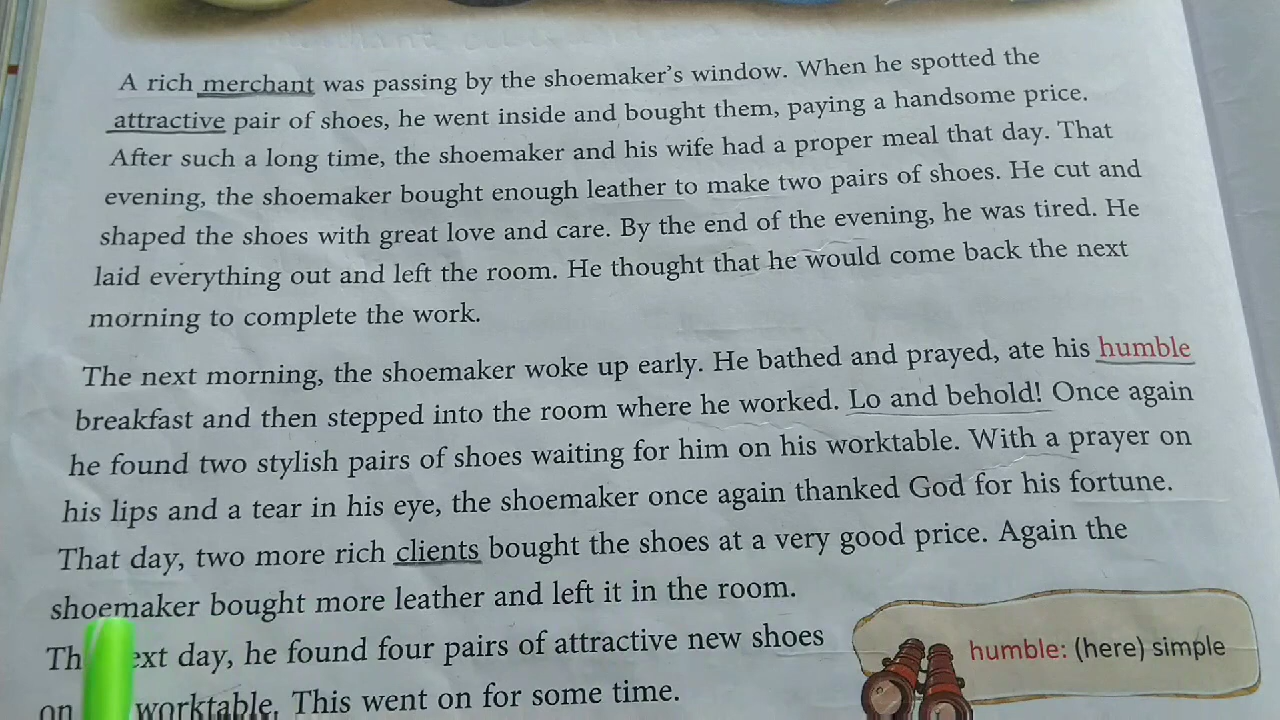 A rich merchant was passing by the shoemaker's window. When he spotted the
attractive pair of shoes, he went inside and bought them, paying a handsome price.
After such a long time, the shoemaker and his wife had a proper meal that day. That
evening, the shoemaker bought enough leather to make two pairs of shoes. He cut and
shaped the shoes with great love and care. By the end of the evening, he was tired. He
laid everything out and left the room. He thought that he would come back the next
morning to complete the work.
The next morning, the shoemaker woke up early. He bathed and prayed, ate his humble
breakfast and then stepped into the room where he worked. Lo and behold! Once again
he found two stylish pairs of shoes waiting for him on his worktable. With a prayer on
his lips and a tear in his eye, the shoemaker once again thanked God for his fortune.
That day, two more rich clients bought the shoes at a very good price. Again the
shoemaker bought more leather and left it in the room.
day, he found four pairs of attractive new shoes
on worktable. This went on for some time.
humble: (here) simple